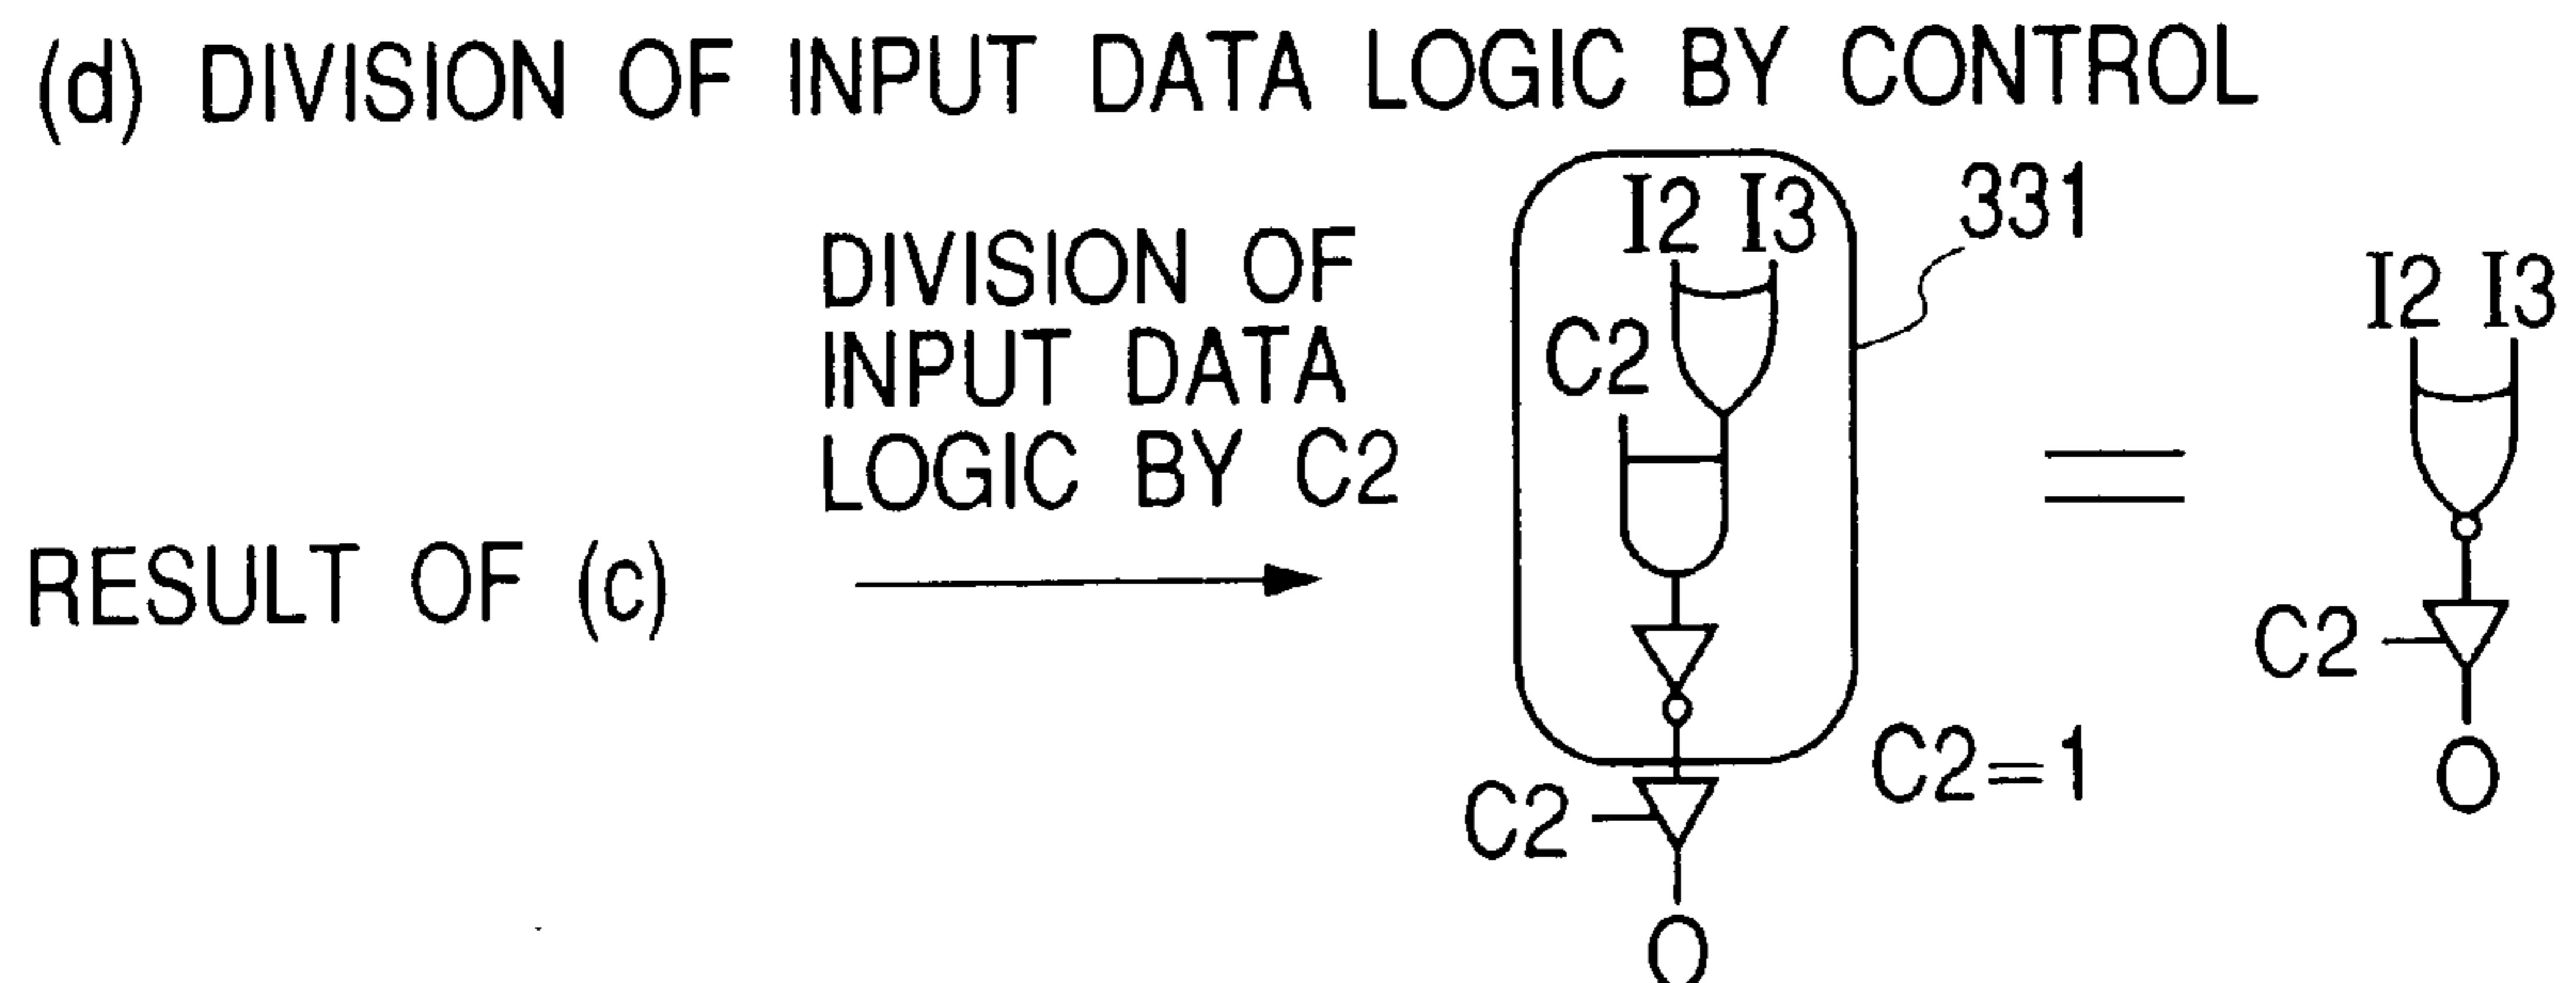 (d) DIVISION OF INPUT DATA LOGIC BY CONTROL
RESULT OF (c)
DIVISION OF
INPUT DATA
LOGIC BY C2
I2 I3
331
C2
C2=1
C2
O
I2 I3
C2
O